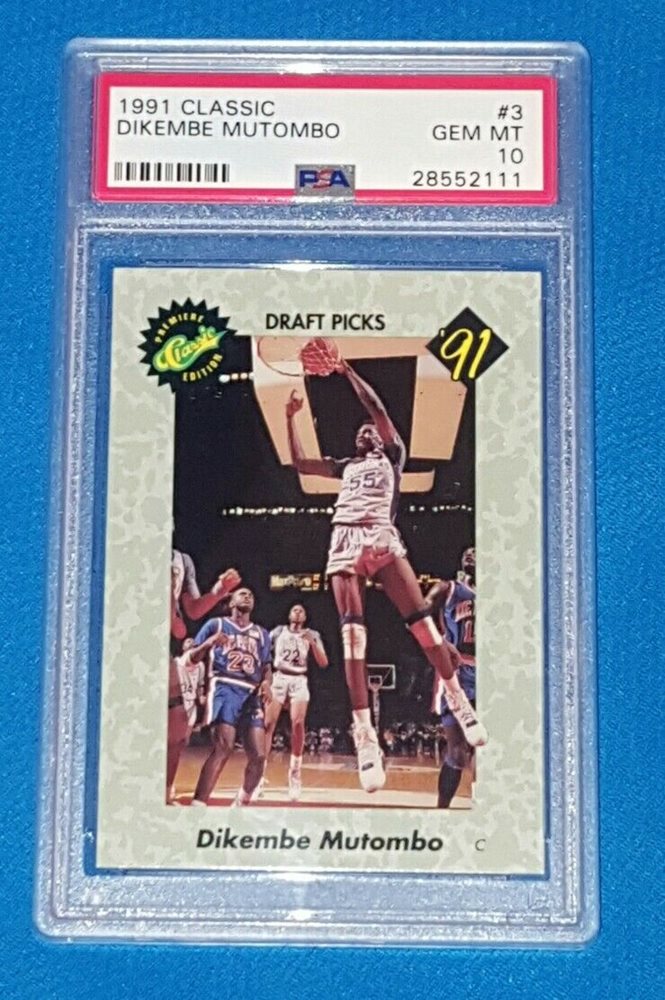 1991 CLASSIC #3
DIKEMBE MUTOMBO GEM MT
10
PSA 28552111
PREMIERE
Classic
EDITION
DRAFT PICKS
'91
55
23
22
34
Dikembe Mutombo C